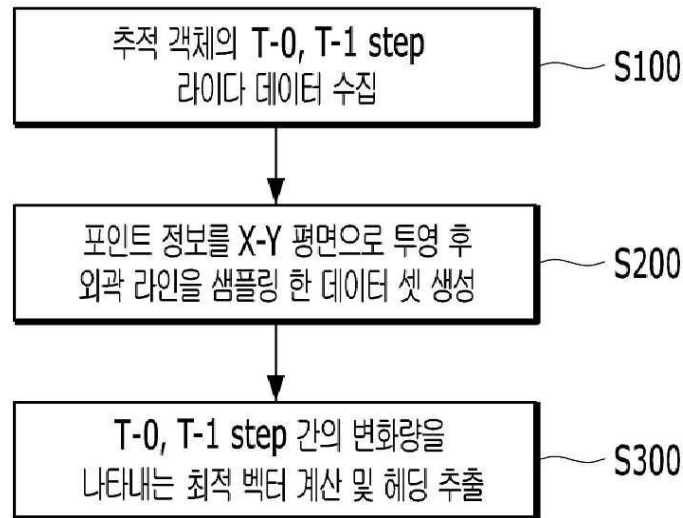 추적 객체의 T-0, T-1 step
라이다 데이터 수집
S100
포인트 정보를 X-Y 평면으로 투영 후
외곽 라인을 샘플링 한 데이터 셋 생성
S200
T-0, T-1 step 간의 변화량을
나타내는 최적 벡터 계산 및 헤딩 추출
S300